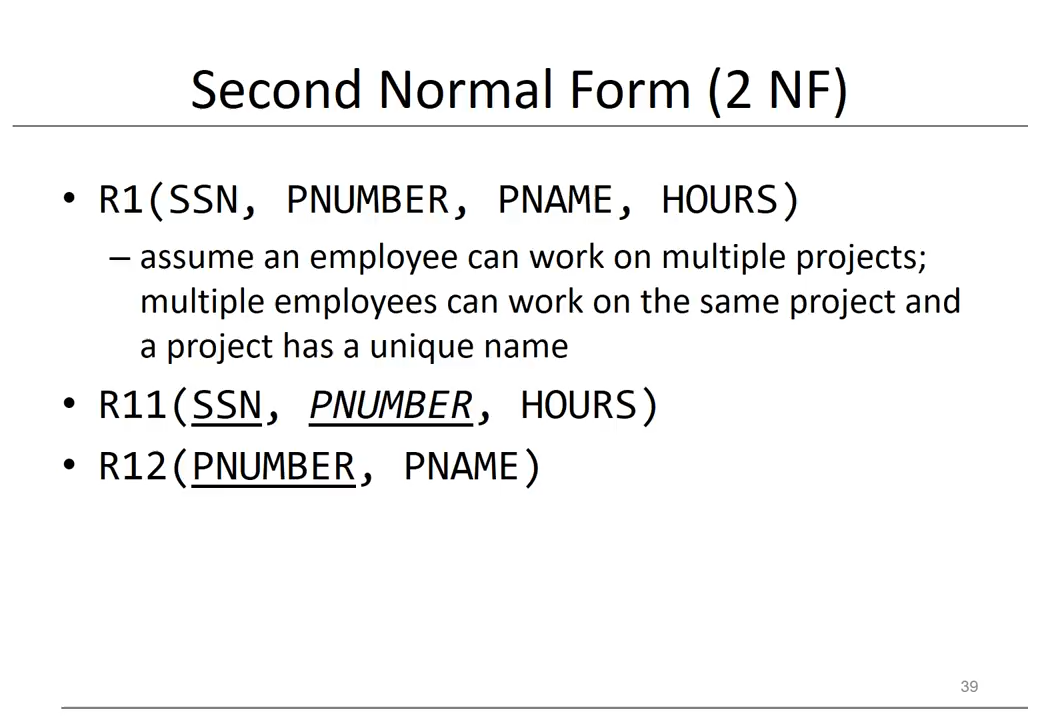 Second Normal Form (2 NF)
• R1(SSN, PNUMBER, PNAME, HOURS)
– assume an employee can work on multiple projects;
multiple employees can work on the same project and
a project has a unique name
• R11(SSN, PNUMBER, HOURS)
• R12(PNUMBER, PNAME)
39